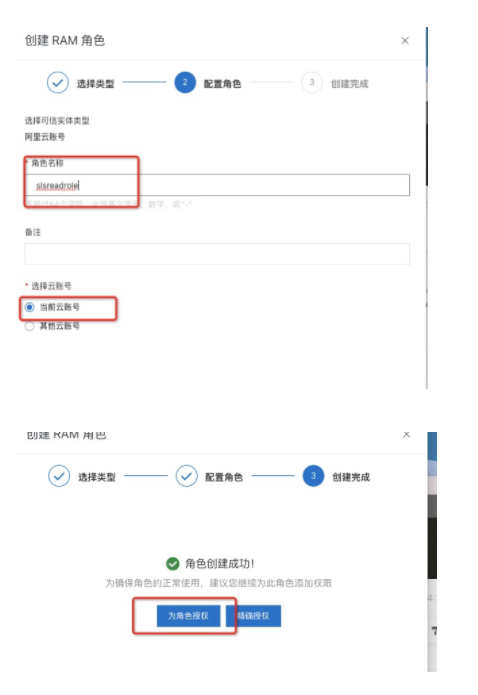 创建 RAM 角色
选择类型
2 配置角色
3 创建完成
选择可信实体类型
阿里云账号
* 角色名称
slsreadrole
备注
* 选择云账号
当前云账号
其他云账号
创建 RAM 角色
选择类型
配置角色
3 创建完成
角色创建成功!
为确保角色的正常使用,建议您继续为此角色添加权限
为角色授权
精确授权